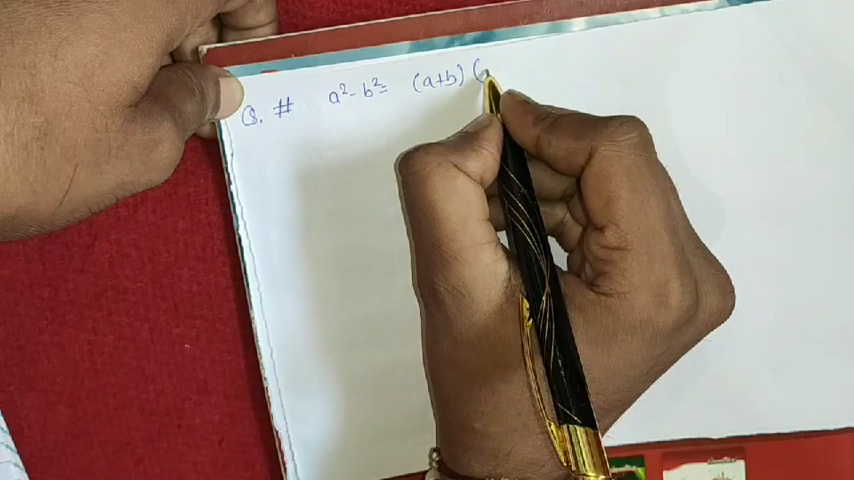 Q. # a²- b²= (a+b) (